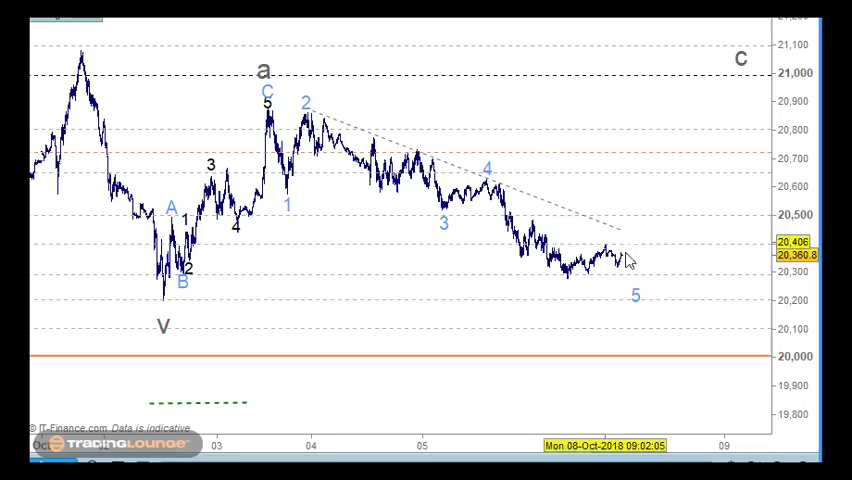 21,100
c
a
21,000
C
5
2
20,900
20,800
3
4
20,700
20,600
A
1
1
20,500
4
3
20,406
20,360.8
2
B
20,300
5
20,200
V
20,100
20,000
19,900
© IT-Finance.com Data is indicative
19,800
TRADINGLOUNGE
Oct 02 03 04 05 Mon 08-Oct-2018 09:02:05 09